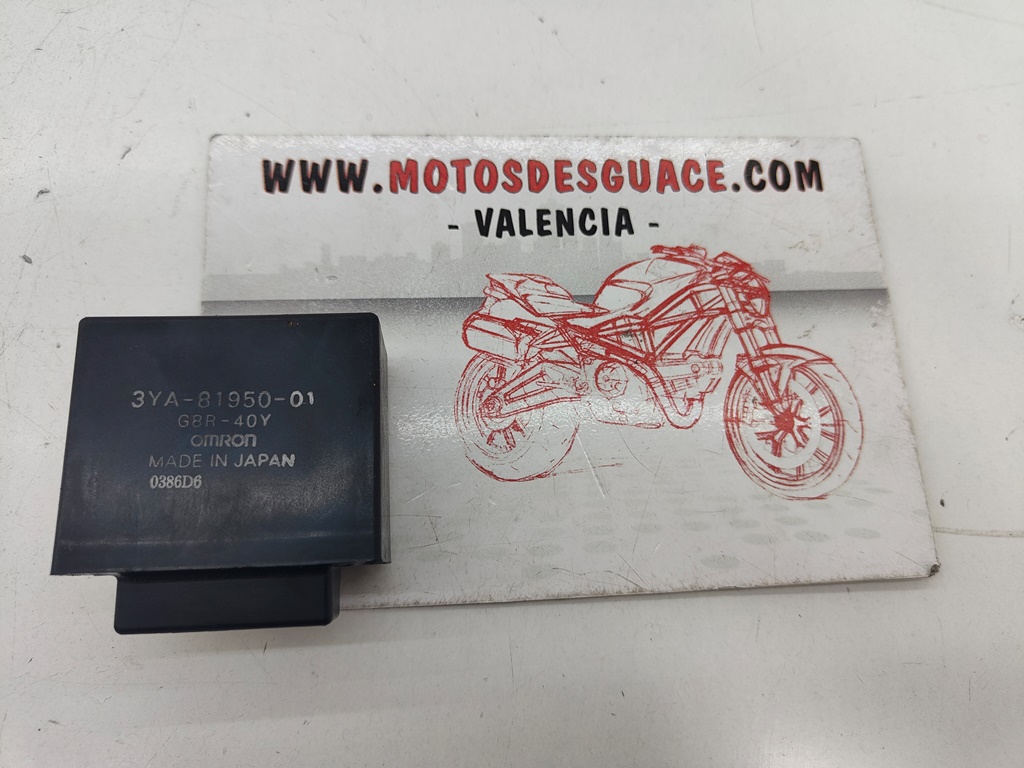 WWW.MOTOSDESGUACE.COM
- VALENCIA -
3YA-81950-01
G8R-40Y
omron
MADE IN JAPAN
0386D6